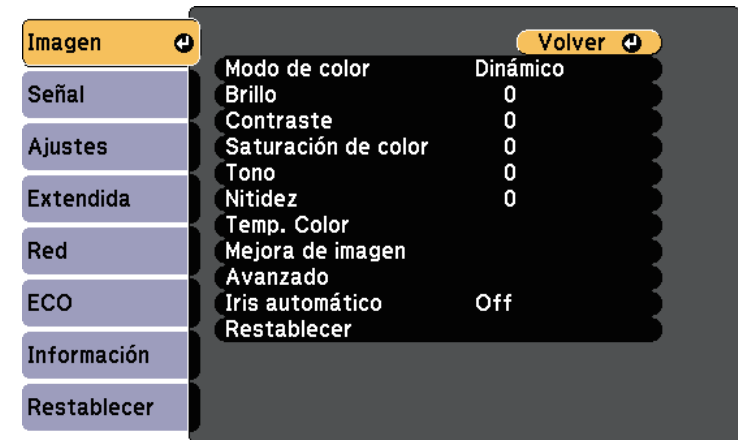 Imagen
Señal
Ajustes
Extendida
Red
ECO
Información
Restablecer
Volver
Modo de color Dinámico
Brillo 0
Contraste 0
Saturación de color 0
Tono 0
Nitidez 0
Temp. Color
Mejora de imagen
Avanzado
Iris automático Off
Restablecer